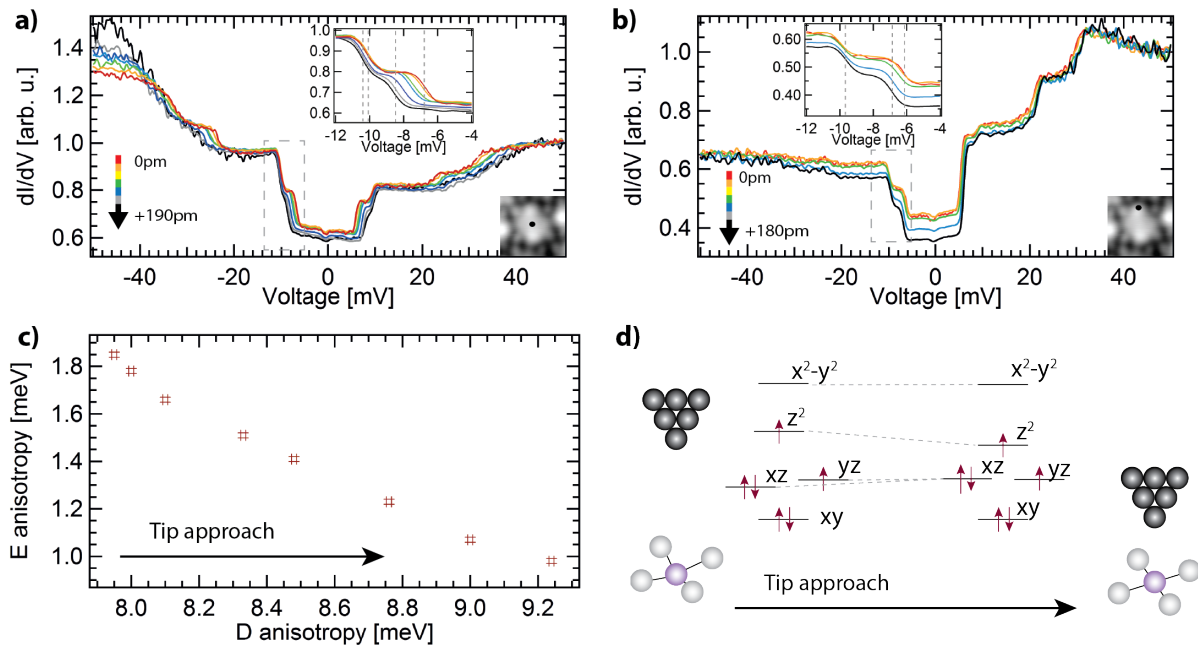 a)
dI/dV [arb. u.]
1.4
1.2
1.0
0.8
0.6
1.0
0.9
0.8
0.7
0.6
-12
-10
-8
-6
-4
Voltage [mV]
0pm
+190pm
-40
-20
0
20
40
Voltage [mV]
b)
dI/dV [arb. u.]
1.0
0.8
0.6
0.4
0.60
0.50
0.40
-12
-10
-8
-6
-4
Voltage [mV]
0pm
+180pm
-40
-20
0
20
40
Voltage [mV]
c)
E anisotropy [meV]
1.8
1.6
1.4
1.2
1.0
Tip approach
8.0
8.2
8.4
8.6
8.8
9.0
9.2
D anisotropy [meV]
d)
x²-y²
x²-y²
z²
z²
xz
yz
xz
yz
xy
xy
Tip approach